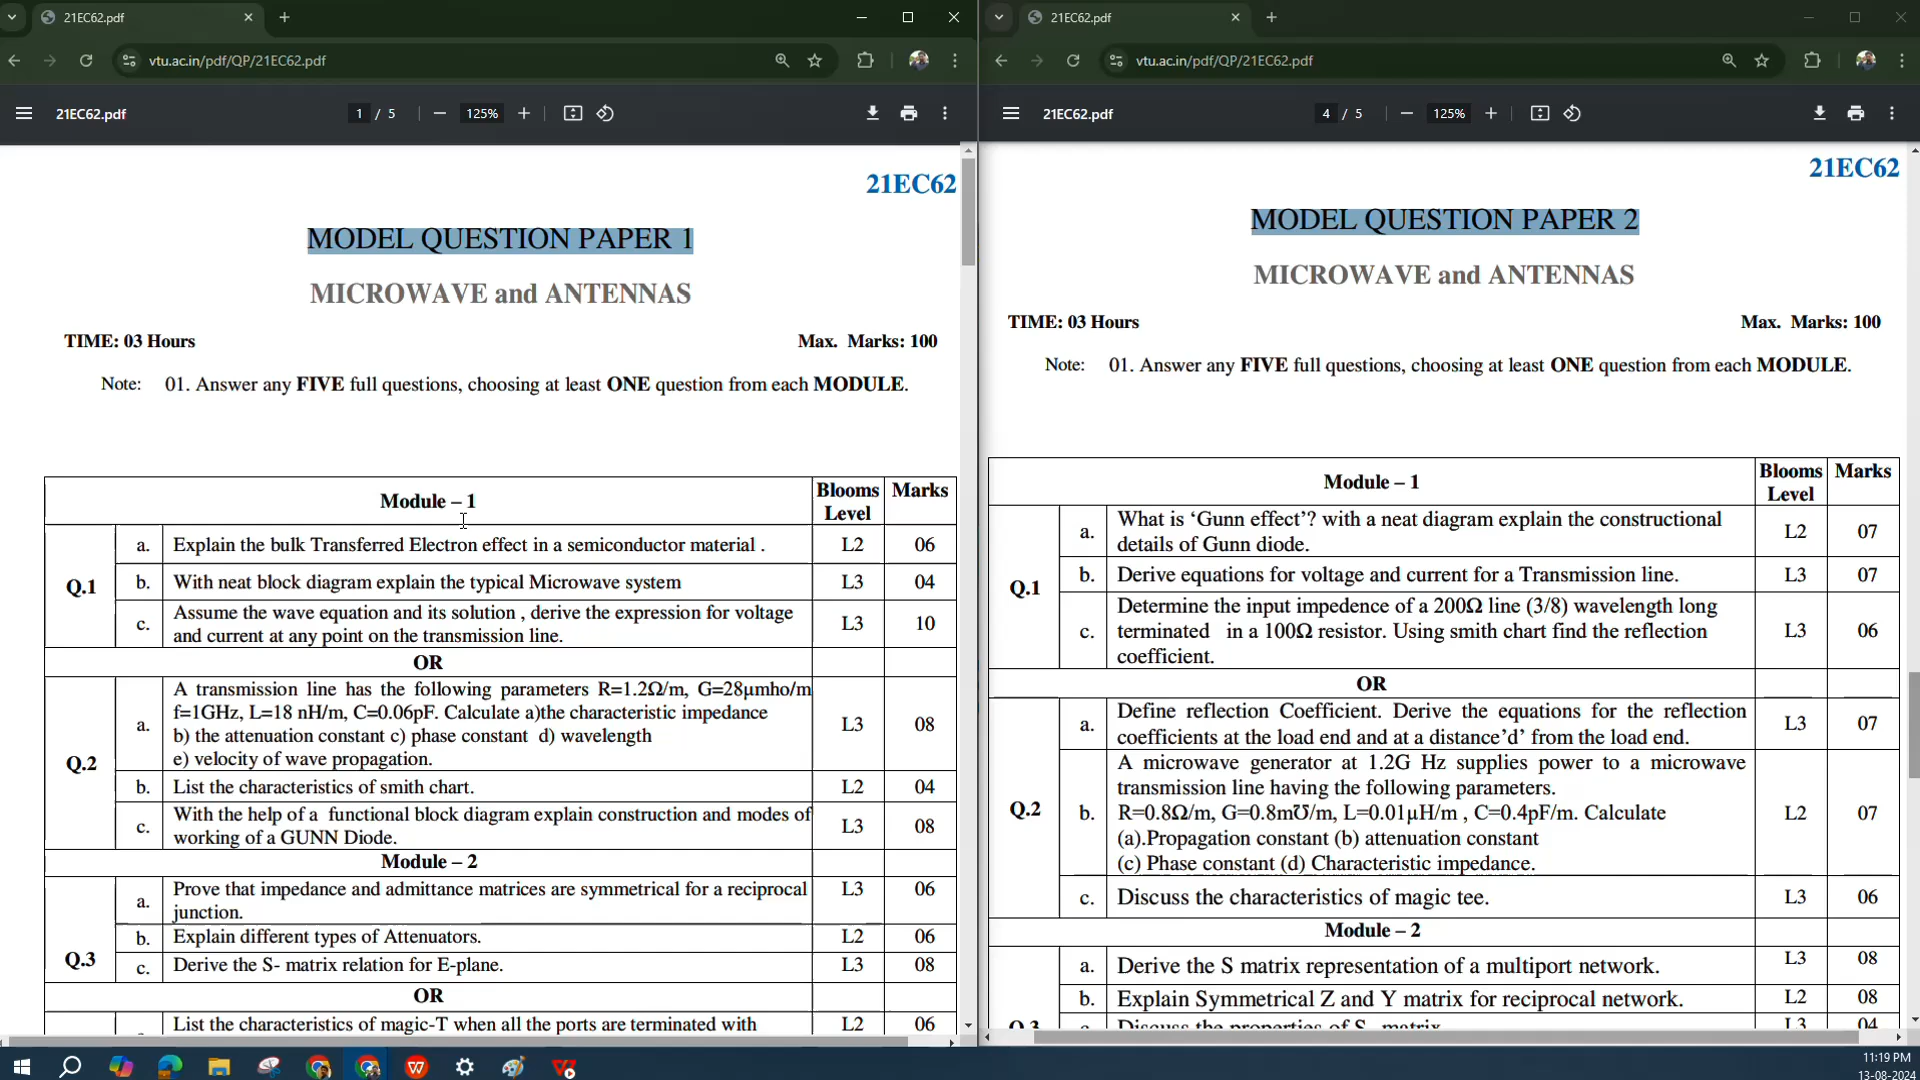 21EC62.pdf
vtu.ac.in/pdf/QP/21EC62.pdf
21EC62.pdf
1 / 5
125%
21EC62
MODEL QUESTION PAPER 1
MICROWAVE and ANTENNAS
TIME: 03 Hours Max. Marks: 100
Note: 01. Answer any FIVE full questions, choosing at least ONE question from each MODULE.
Module – 1 Blooms Level Marks
Q.1
a. Explain the bulk Transferred Electron effect in a semiconductor material . L2 06
b. With neat block diagram explain the typical Microwave system L3 04
c. Assume the wave equation and its solution , derive the expression for voltage
and current at any point on the transmission line. L3 10
OR
Q.2
a. A transmission line has the following parameters R=1.2Ω/m, G=28µmho/m
f=1GHz, L=18 nH/m, C=0.06pF. Calculate a)the characteristic impedance
b) the attenuation constant c) phase constant d) wavelength
e) velocity of wave propagation. L3 08
b. List the characteristics of smith chart. L2 04
c. With the help of a functional block diagram explain construction and modes of
working of a GUNN Diode. L3 08
Module – 2
Q.3
a. Prove that impedance and admittance matrices are symmetrical for a reciprocal
junction. L3 06
b. Explain different types of Attenuators. L2 06
c. Derive the S- matrix relation for E-plane. L3 08
OR
List the characteristics of magic-T when all the ports are terminated with L2 06
21EC62.pdf
vtu.ac.in/pdf/QP/21EC62.pdf
21EC62.pdf
4 / 5
125%
21EC62
MODEL QUESTION PAPER 2
MICROWAVE and ANTENNAS
TIME: 03 Hours Max. Marks: 100
Note: 01. Answer any FIVE full questions, choosing at least ONE question from each MODULE.
Module – 1 Blooms Level Marks
Q.1
a. What is ‘Gunn effect’? with a neat diagram explain the constructional
details of Gunn diode. L2 07
b. Derive equations for voltage and current for a Transmission line. L3 07
c. Determine the input impedance of a 200Ω line (3/8) wavelength long
terminated in a 100Ω resistor. Using smith chart find the reflection
coefficient. L3 06
OR
Q.2
a. Define reflection Coefficient. Derive the equations for the reflection
coefficients at the load end and at a distance’d’ from the load end. L3 07
b. A microwave generator at 1.2G Hz supplies power to a microwave
transmission line having the following parameters.
R=0.8Ω/m, G=0.8m℧/m, L=0.01µH/m , C=0.4pF/m. Calculate
(a).Propagation constant (b) attenuation constant
(c) Phase constant (d) Characteristic impedance. L2 07
c. Discuss the characteristics of magic tee. L3 06
Module – 2
a. Derive the S matrix representation of a multiport network. L3 08
b. Explain Symmetrical Z and Y matrix for reciprocal network. L2 08
Q.3 Discuss the properties of S matrix L3 04
11:19 PM
13-08-2024